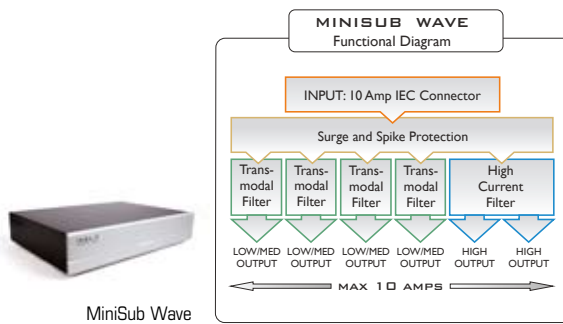 MINISUB WAVE
Functional Diagram
INPUT: 10 Amp IEC Connector
Surge and Spike Protection
Trans-
modal
Filter
Trans-
modal
Filter
Trans-
modal
Filter
Trans-
modal
Filter
High
Current
Filter
LOW/MED
OUTPUT
LOW/MED
OUTPUT
LOW/MED
OUTPUT
LOW/MED
OUTPUT
HIGH
OUTPUT
HIGH
OUTPUT
MAX 10 AMPS
MiniSub Wave